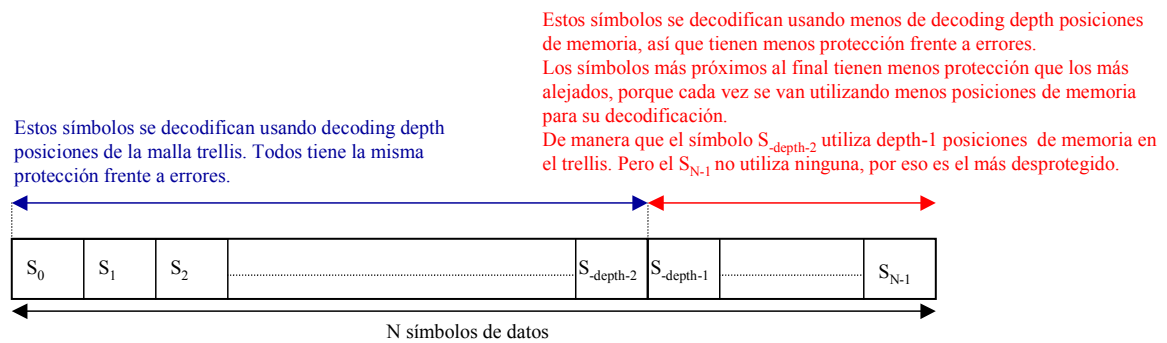 Estos símbolos se decodifican usando menos de decoding depth posiciones
de memoria, así que tienen menos protección frente a errores.
Los símbolos más próximos al final tienen menos protección que los más
alejados, porque cada vez se van utilizando menos posiciones de memoria
para su decodificación.
De manera que el símbolo S-depth-2 utiliza depth-1 posiciones de memoria en
el trellis. Pero el SN-1 no utiliza ninguna, por eso es el más desprotegido.
Estos símbolos se decodifican usando decoding depth
posiciones de la malla trellis. Todos tiene la misma
protección frente a errores.
S0 S1 S2 S-depth-2 S-depth-1 SN-1
N símbolos de datos